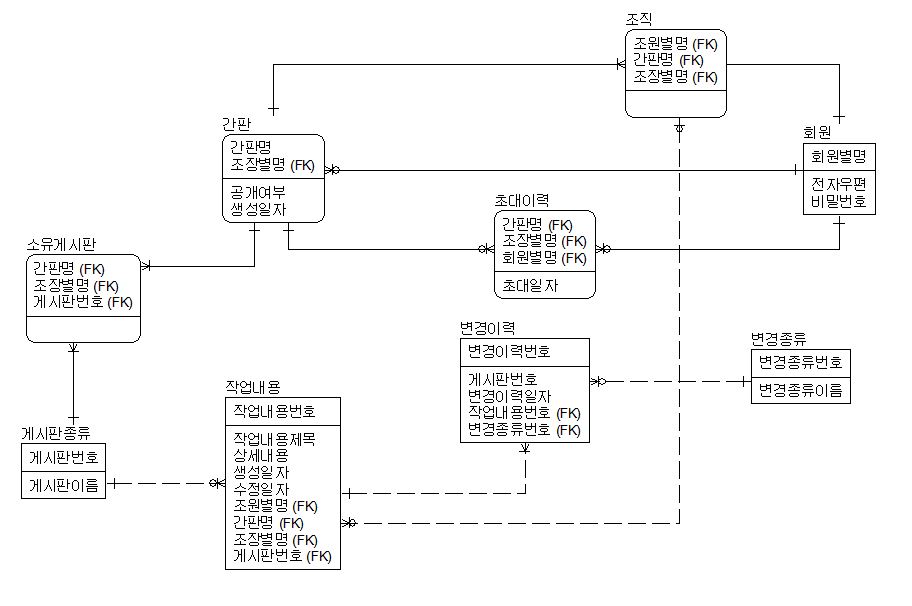 조직
조원별명 (FK)
간판명 (FK)
조장별명 (FK)
간판
간판명
조장별명 (FK)
공개여부
생성일자
회원
회원별명
전자우편
비밀번호
초대이력
간판명 (FK)
조장별명 (FK)
회원별명 (FK)
초대일자
소유게시판
간판명 (FK)
조장별명 (FK)
게시판번호 (FK)
변경이력
변경이력번호
게시판번호
변경이력일자
작업내용번호 (FK)
변경종류번호 (FK)
변경종류
변경종류번호
변경종류이름
작업내용
작업내용번호
작업내용제목
상세내용
생성일자
수정일자
조원별명 (FK)
간판명 (FK)
조장별명 (FK)
게시판번호 (FK)
게시판종류
게시판번호
게시판이름